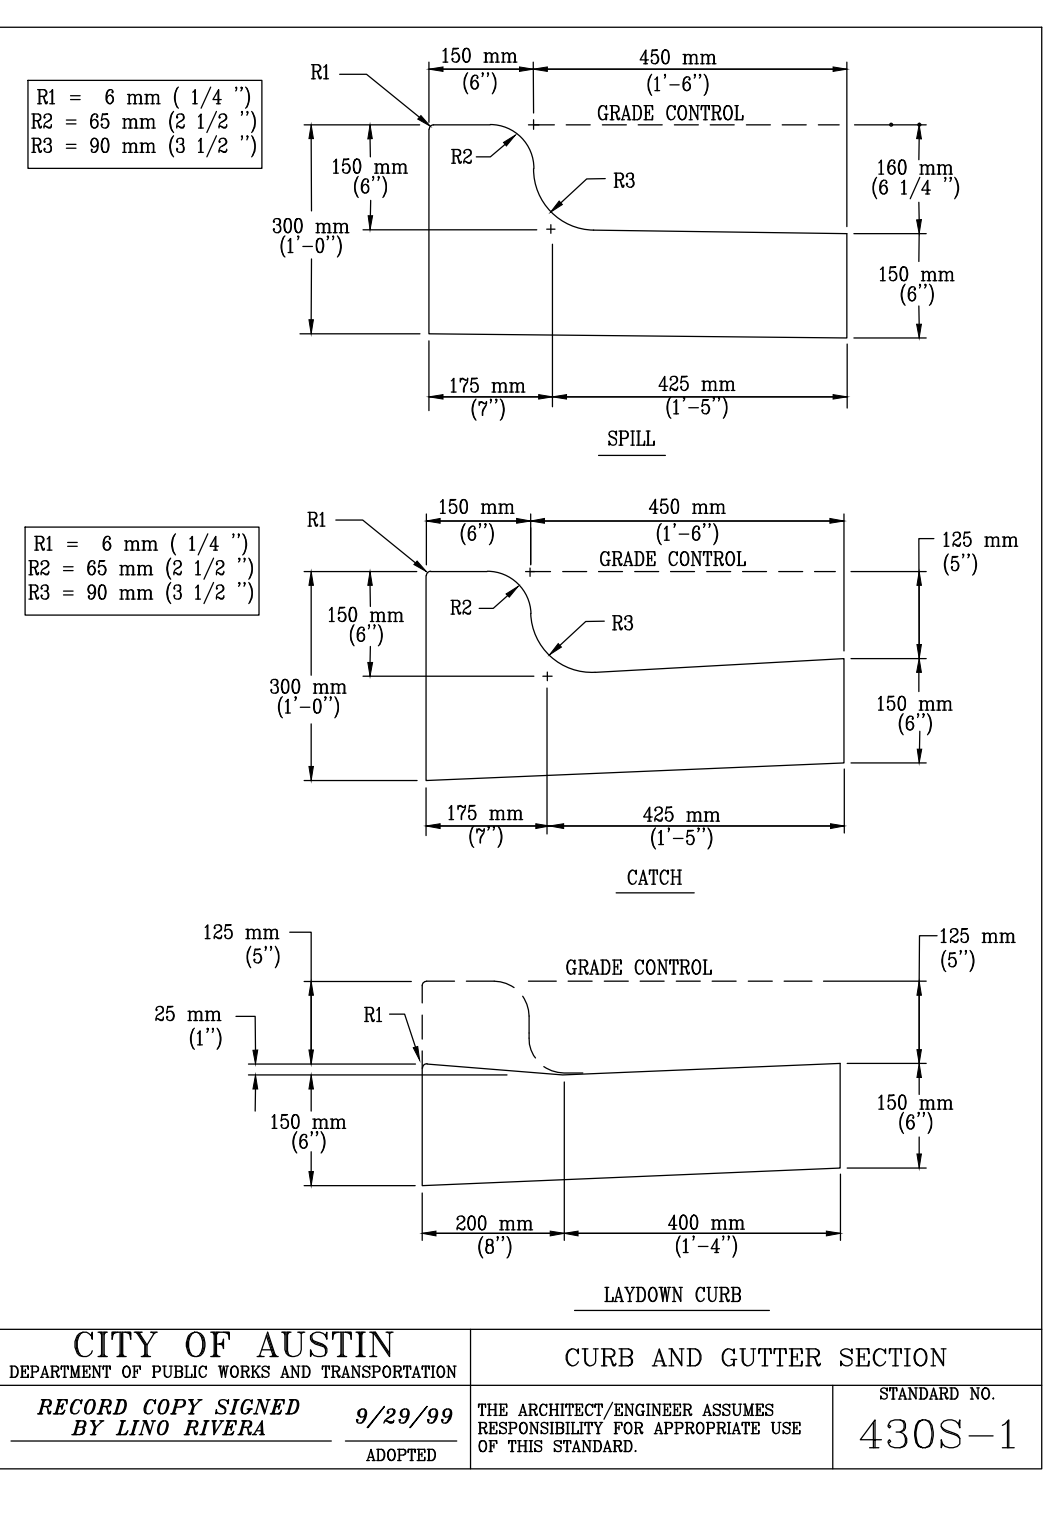 150 mm
(6")
450 mm
(1'-6")
R1
R1 = 6 mm ( 1/4 ")
R2 = 65 mm (2 1/2 ")
R3 = 90 mm (3 1/2 ")
GRADE CONTROL
R2
R3
150 mm
(6")
160 mm
(6 1/4 ")
300 mm
(1'-0")
150 mm
(6")
175 mm
(7")
425 mm
(1'-5")
SPILL
150 mm
(6")
450 mm
(1'-6")
R1
125 mm
(5")
R1 = 6 mm ( 1/4 ")
R2 = 65 mm (2 1/2 ")
R3 = 90 mm (3 1/2 ")
GRADE CONTROL
R2
R3
150 mm
(6")
300 mm
(1'-0")
150 mm
(6")
175 mm
(7")
425 mm
(1'-5")
CATCH
125 mm
(5")
125 mm
(5")
GRADE CONTROL
25 mm
(1")
R1
150 mm
(6")
150 mm
(6")
200 mm
(8")
400 mm
(1'-4")
LAYDOWN CURB
CITY OF AUSTIN
DEPARTMENT OF PUBLIC WORKS AND TRANSPORTATION
CURB AND GUTTER SECTION
RECORD COPY SIGNED
BY LINO RIVERA
9/29/99
ADOPTED
THE ARCHITECT/ENGINEER ASSUMES
RESPONSIBILITY FOR APPROPRIATE USE
OF THIS STANDARD.
STANDARD NO.
430S-1